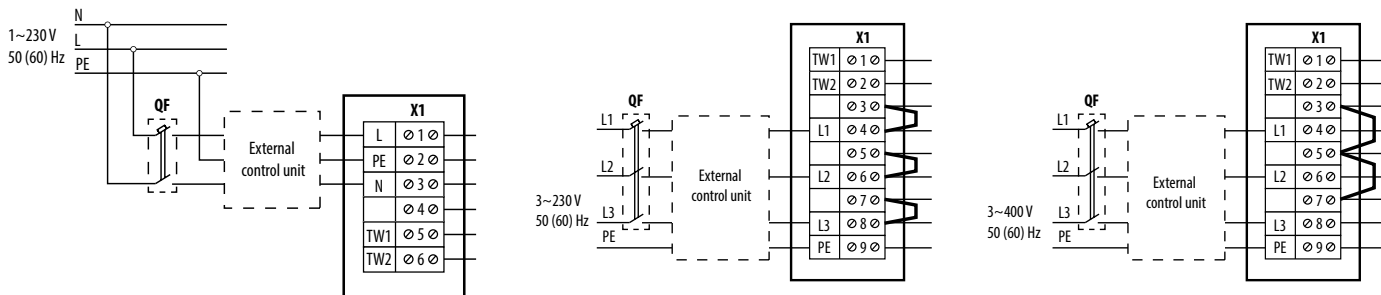 N
1~230 V
L
50 (60) Hz
PE
QF
External
control unit
X1
L 1
PE 2
N 3
4
TW1 5
TW2 6
X1
TW1 1
TW2 2
3
QF
L1
L1 4
5
L2
L2 6
External
control unit
7
3~230 V
50 (60) Hz
L3
L3 8
PE
PE 9
X1
TW1 1
TW2 2
3
QF
L1
L1 4
5
L2
L2 6
External
control unit
7
3~400 V
50 (60) Hz
L3
L3 8
PE
PE 9